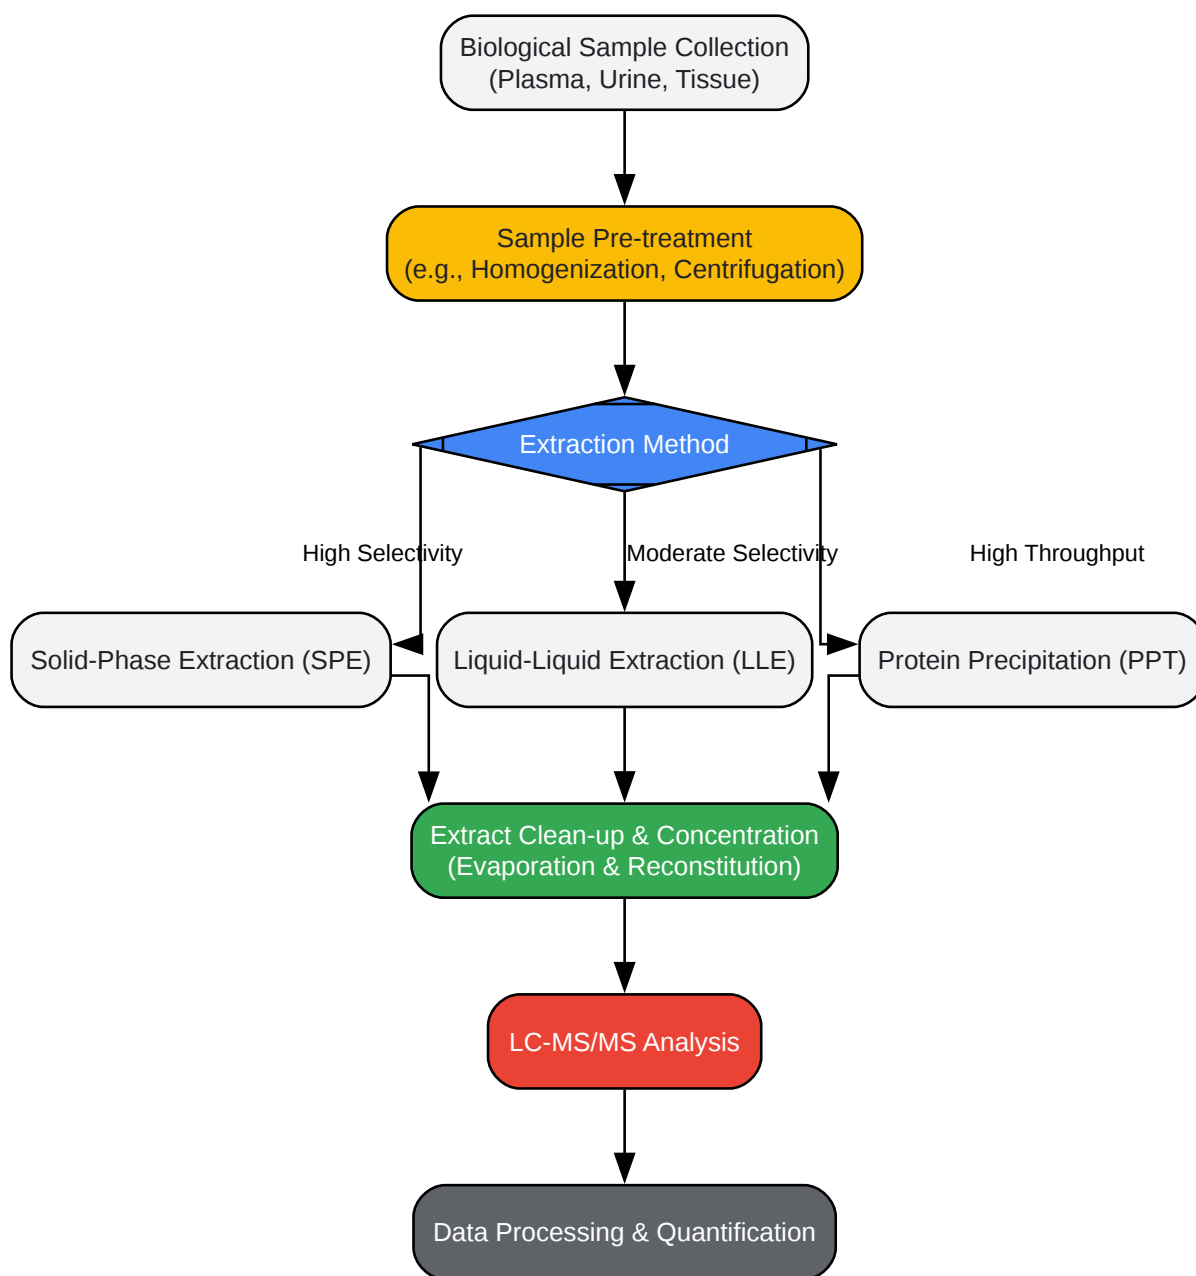 Biological Sample Collection
(Plasma, Urine, Tissue)
Sample Pre-treatment
(e.g., Homogenization, Centrifugation)
Extraction Method
High Selectivity
Moderate Selectivity
High Throughput
Solid-Phase Extraction (SPE)
Liquid-Liquid Extraction (LLE)
Protein Precipitation (PPT)
Extract Clean-up & Concentration
(Evaporation & Reconstitution)
LC-MS/MS Analysis
Data Processing & Quantification